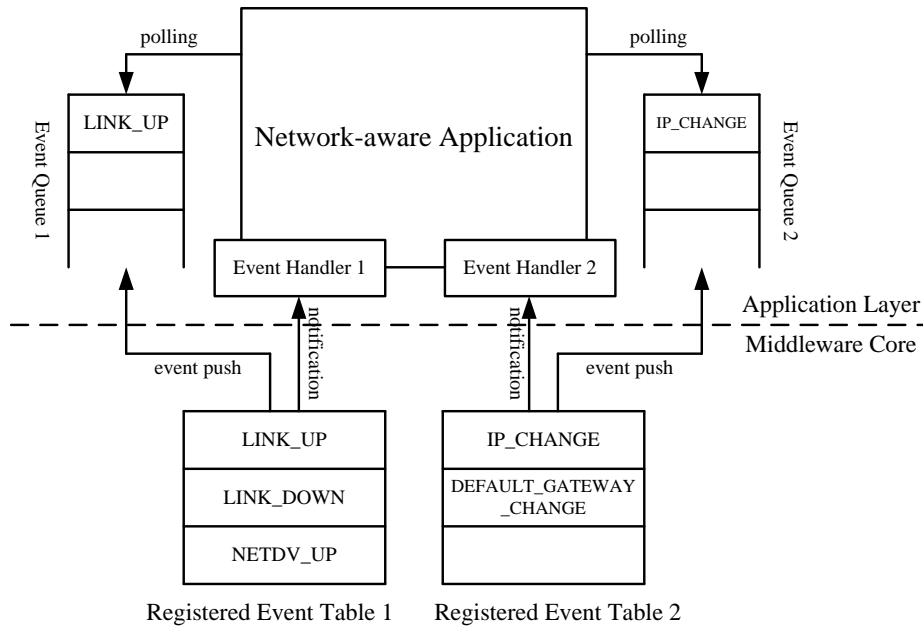 polling
polling
LINK_UP
IP_CHANGE
Event Queue 1
Network-aware Application
Event Queue 2
Event Handler 1
Event Handler 2
notification
notification
Application Layer
Middleware Core
event push
event push
LINK_UP
IP_CHANGE
LINK_DOWN
DEFAULT_GATEWAY
_CHANGE
NETDV_UP
Registered Event Table 1
Registered Event Table 2